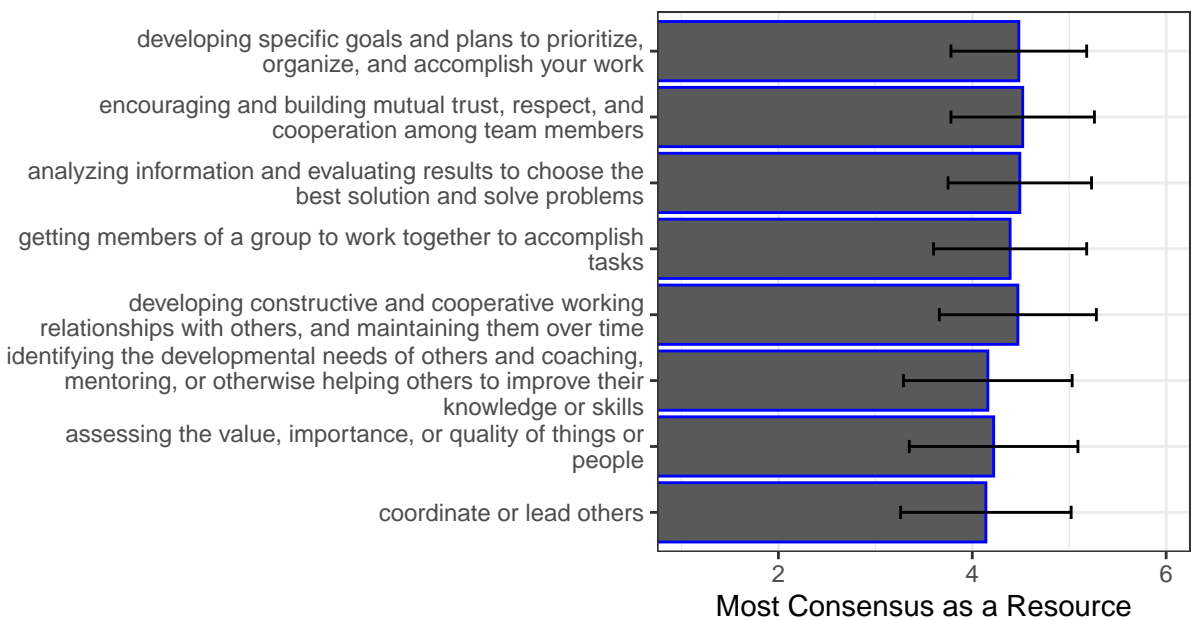 developing specific goals and plans to prioritize,
organize, and accomplish your work
encouraging and building mutual trust, respect, and
cooperation among team members
analyzing information and evaluating results to choose the
best solution and solve problems
getting members of a group to work together to accomplish
tasks
developing constructive and cooperative working
relationships with others, and maintaining them over time
identifying the developmental needs of others and coaching,
mentoring, or otherwise helping others to improve their
knowledge or skills
assessing the value, importance, or quality of things or
people
coordinate or lead others
2 4 6
Most Consensus as a Resource